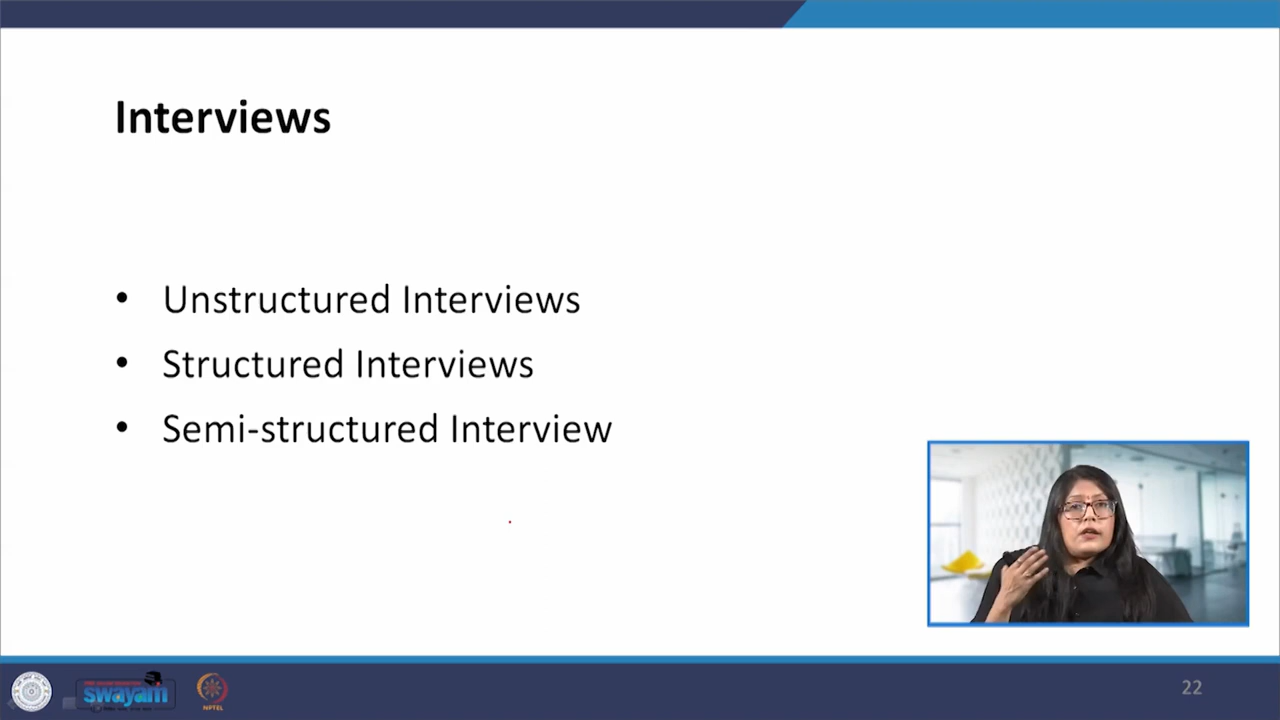 Interviews
• Unstructured Interviews
• Structured Interviews
• Semi-structured Interview
swayam
NPTEL
22